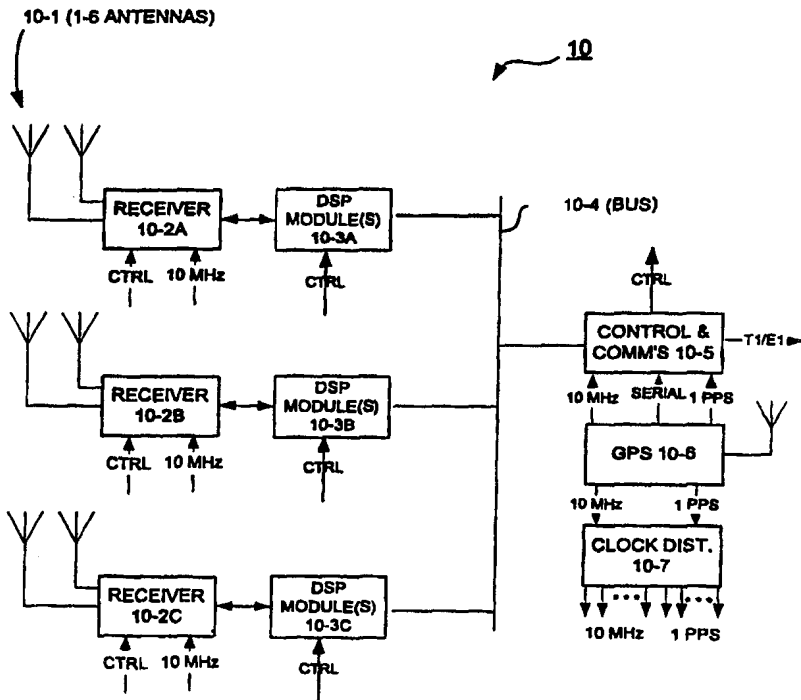 10-1 (1-6 ANTENNAS)
10
RECEIVER
10-2A
DSP
MODULE(S)
10-3A
10-4 (BUS)
CTRL
10 MHz
CTRL
CTRL
CONTROL &
COMM'S 10-5
T1/E1
RECEIVER
10-2B
DSP
MODULE(S)
10-3B
10 MHz
SERIAL
1 PPS
CTRL
10 MHz
CTRL
GPS 10-6
10 MHz
1 PPS
CLOCK DIST.
10-7
RECEIVER
10-2C
DSP
MODULE(S)
10-3C
10 MHz
1 PPS
CTRL
10 MHz
CTRL